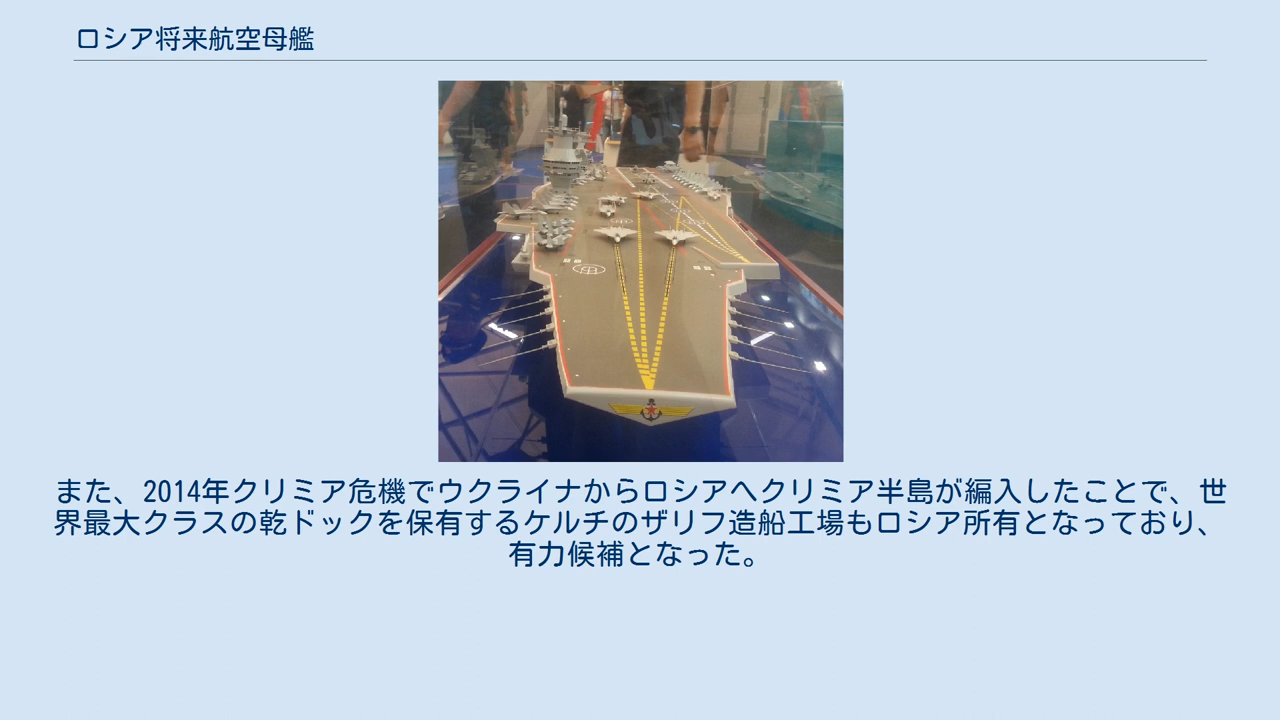 ロシア将来航空母艦
また、2014年クリミア危機でウクライナからロシアへクリミア半島が編入したことで、世
界最大クラスの乾ドックを保有するケルチのザリフ造船工場もロシア所有となっており、
有力候補となった。